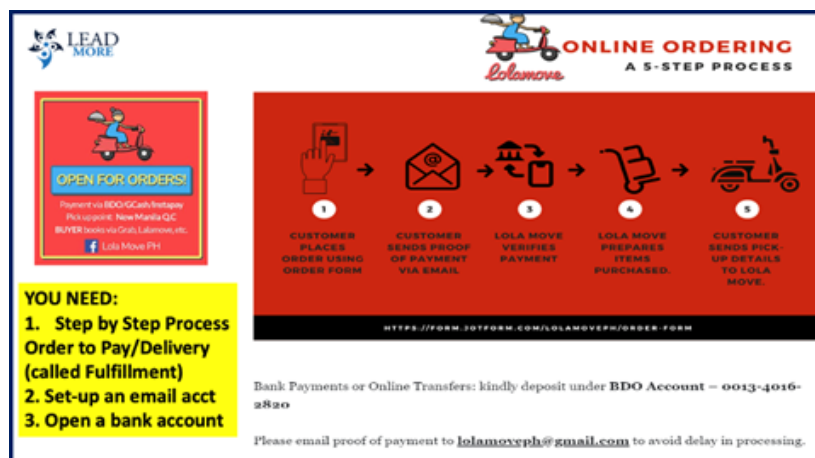 LEAD
MORE
lolamove
ONLINE ORDERING
A 5-STEP PROCESS
OPEN FOR ORDERS!
Payment via BDO/GCash/Instapay
Pick up point: New Manila Q.C
BUYER books via Grab, Lalamove, etc.
f Lola Move PH
1
CUSTOMER
PLACES
ORDER USING
ORDER FORM
2
CUSTOMER
SENDS PROOF
OF PAYMENT
VIA EMAIL
3
LOLA MOVE
VERIFIES
PAYMENT
4
LOLA MOVE
PREPARES
ITEMS
PURCHASED.
5
CUSTOMER
SENDS PICK-
UP DETAILS
TO LOLA
MOVE.
HTTPS://FORM.JOTFORM.COM/LOLAMOVEPH/ORDER-FORM
YOU NEED:
1. Step by Step Process
Order to Pay/Delivery
(called Fulfillment)
2. Set-up an email acct
3. Open a bank account
Bank Payments or Online Transfers: kindly deposit under BDO Account – 0013-4016-
2820
Please email proof of payment to lolamoveph@gmail.com to avoid delay in processing.